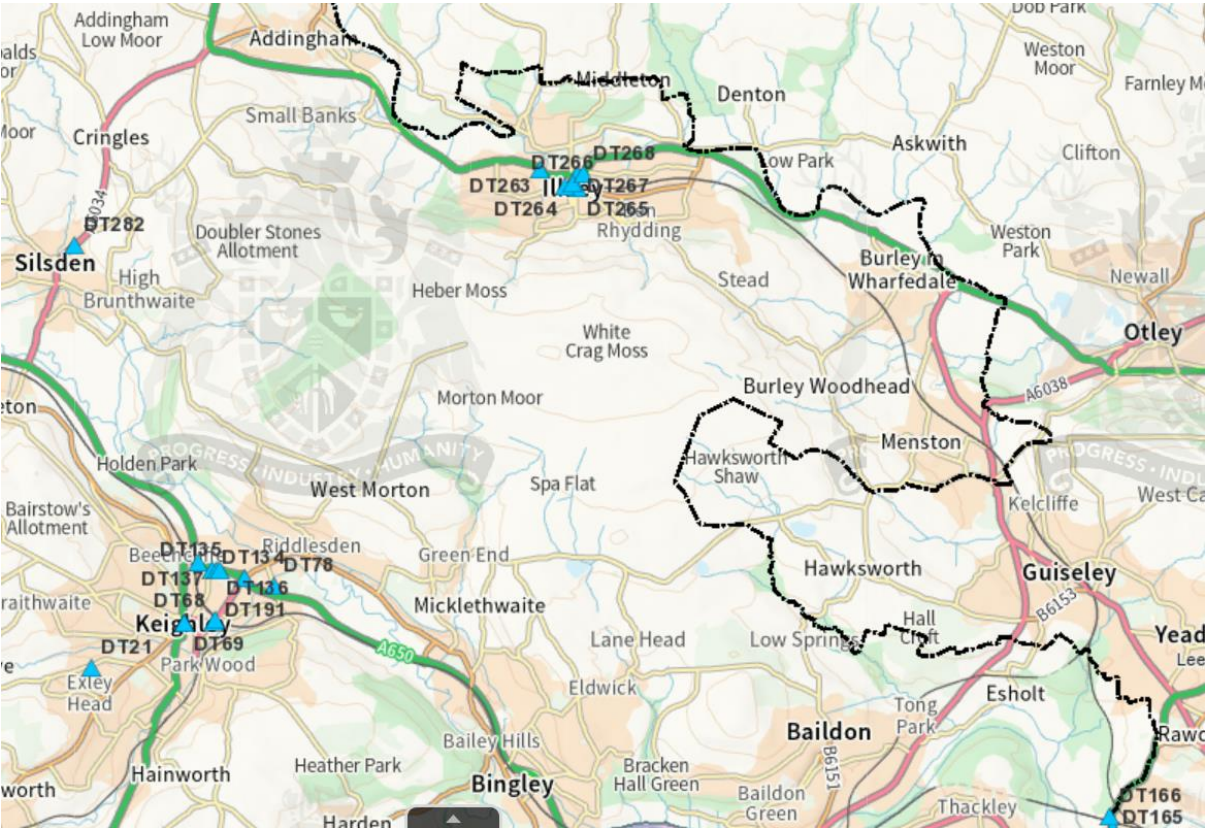 Addingham
Low Moor
Addingham
Dob Park
Weston
Moor
Middleton
Denton
Small Banks
Cringles
Moor
Askwith
Clifton
DT266
DT268
DT263
DT267
DT264
DT265
Rhydding
DT282
Silsden
Doubler Stones
Allotment
High
Brunthwaite
Heber Moss
Stead
Burley in
Wharfedale
Weston
Park
Newall
White
Crag Moss
Otley
Burley Woodhead
A6038
Morton Moor
Menston
Holden Park
PROGRESS · INDUSTRY · HUMANITY
Hawksworth
Shaw
West Morton
Spa Flat
Kelcliffe
Bairstow's
Allotment
DT135
DT134
Riddlesden
DT78
Green End
DT137
DT136
Hawksworth
Guiseley
DT68
DT191
Micklethwaite
B6153
Keighley
DT21
DT69
Park Wood
A650
Lane Head
Low Springs
Hall
Croft
Exley
Head
Eldwick
Esholt
Tong
Park
Baildon
B6151
Bailey Hills
Hainworth
Heather Park
Bingley
Bracken
Hall Green
Baildon
Green
Thackley
DT166
DT165
Harden